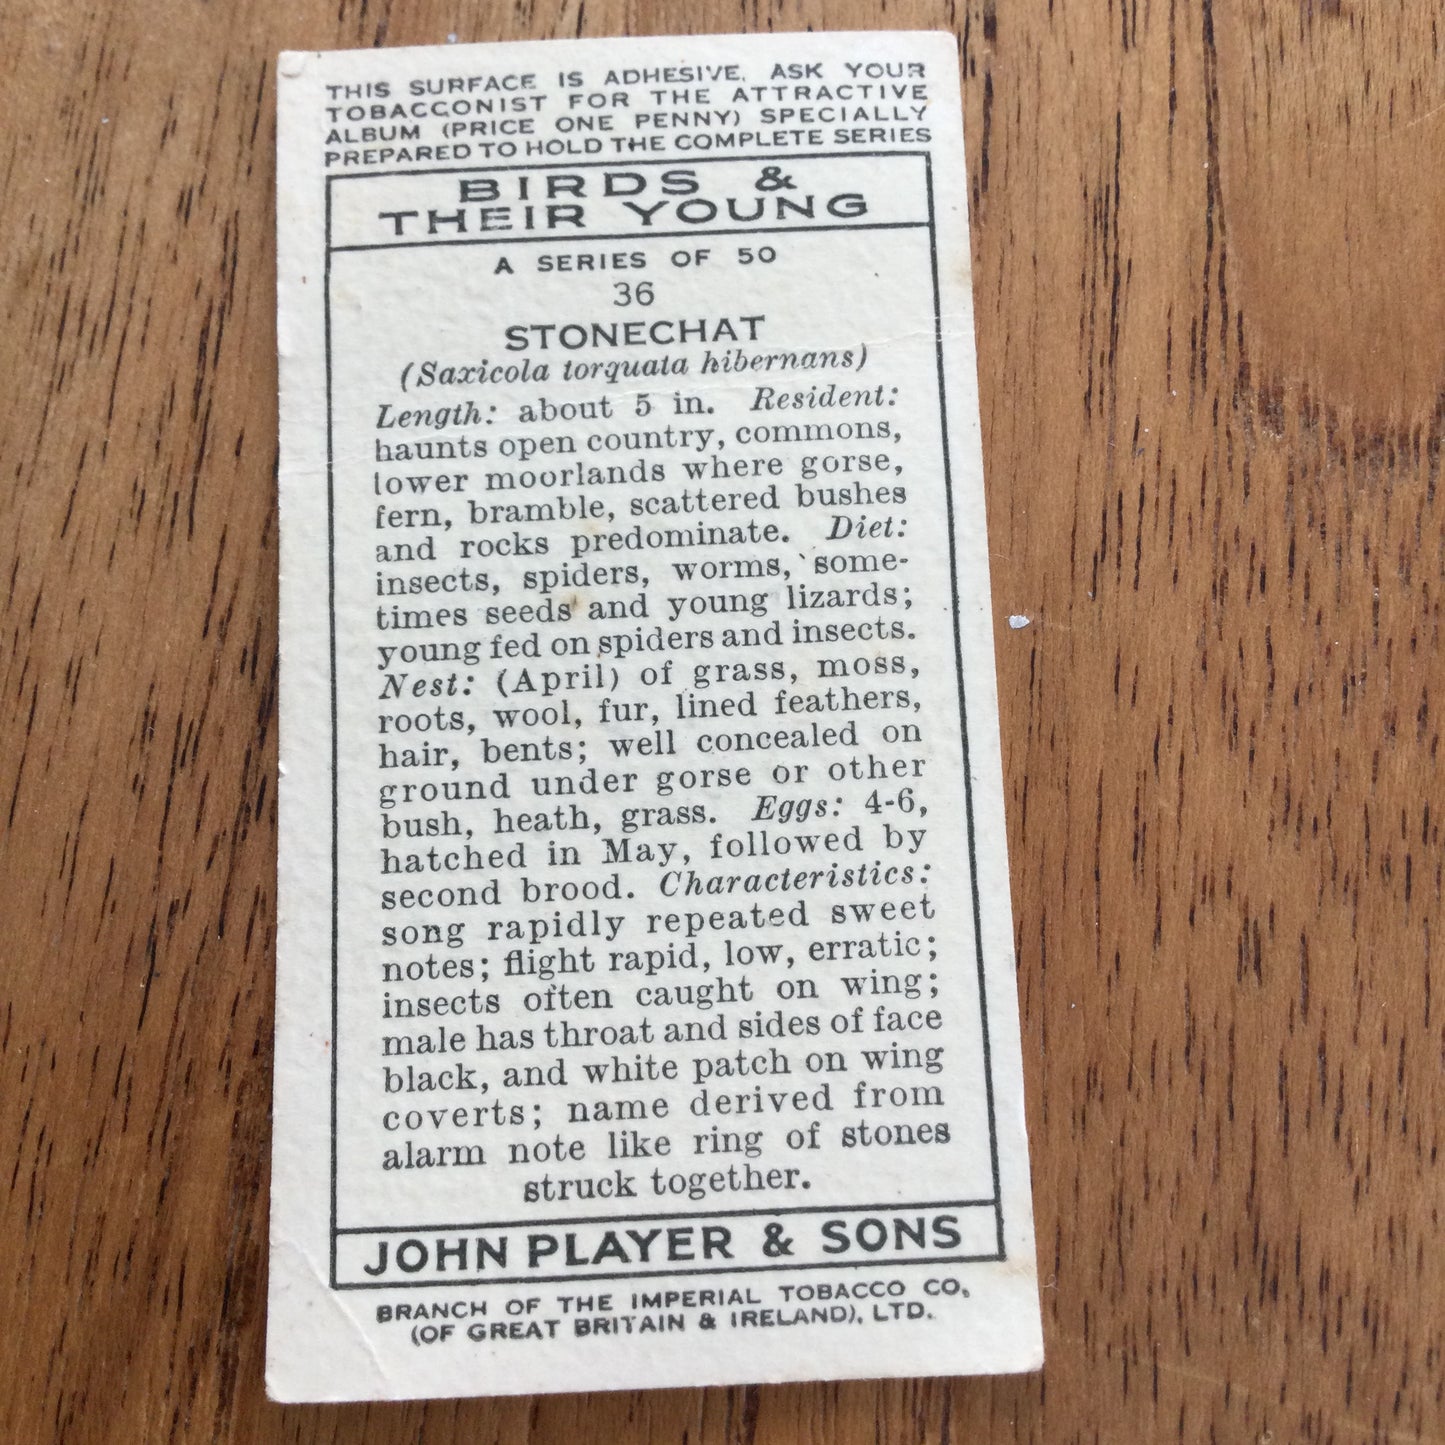 THIS SURFACE IS ADHESIVE. ASK YOUR
TOBACCONIST FOR THE ATTRACTIVE
ALBUM (PRICE ONE PENNY) SPECIALLY
PREPARED TO HOLD THE COMPLETE SERIES
BIRDS &
THEIR YOUNG
A SERIES OF 50
36
STONECHAT
(Saxicola torquata hibernans)
Length: about 5 in. Resident:
haunts open country, commons,
lower moorlands where gorse,
fern, bramble, scattered bushes
and rocks predominate. Diet:
insects, spiders, worms, some-
times seeds and young lizards;
young fed on spiders and insects.
Nest: (April) of grass, moss,
roots, wool, fur, lined feathers,
hair, bents; well concealed on
ground under gorse or other
bush, heath, grass. Eggs: 4-6,
hatched in May, followed by
second brood. Characteristics:
song rapidly repeated sweet
notes; flight rapid, low, erratic;
insects often caught on wing;
male has throat and sides of face
black, and white patch on wing
coverts; name derived from
alarm note like ring of stones
struck together.
JOHN PLAYER & SONS
BRANCH OF THE IMPERIAL TOBACCO CO.
(OF GREAT BRITAIN & IRELAND), LTD.